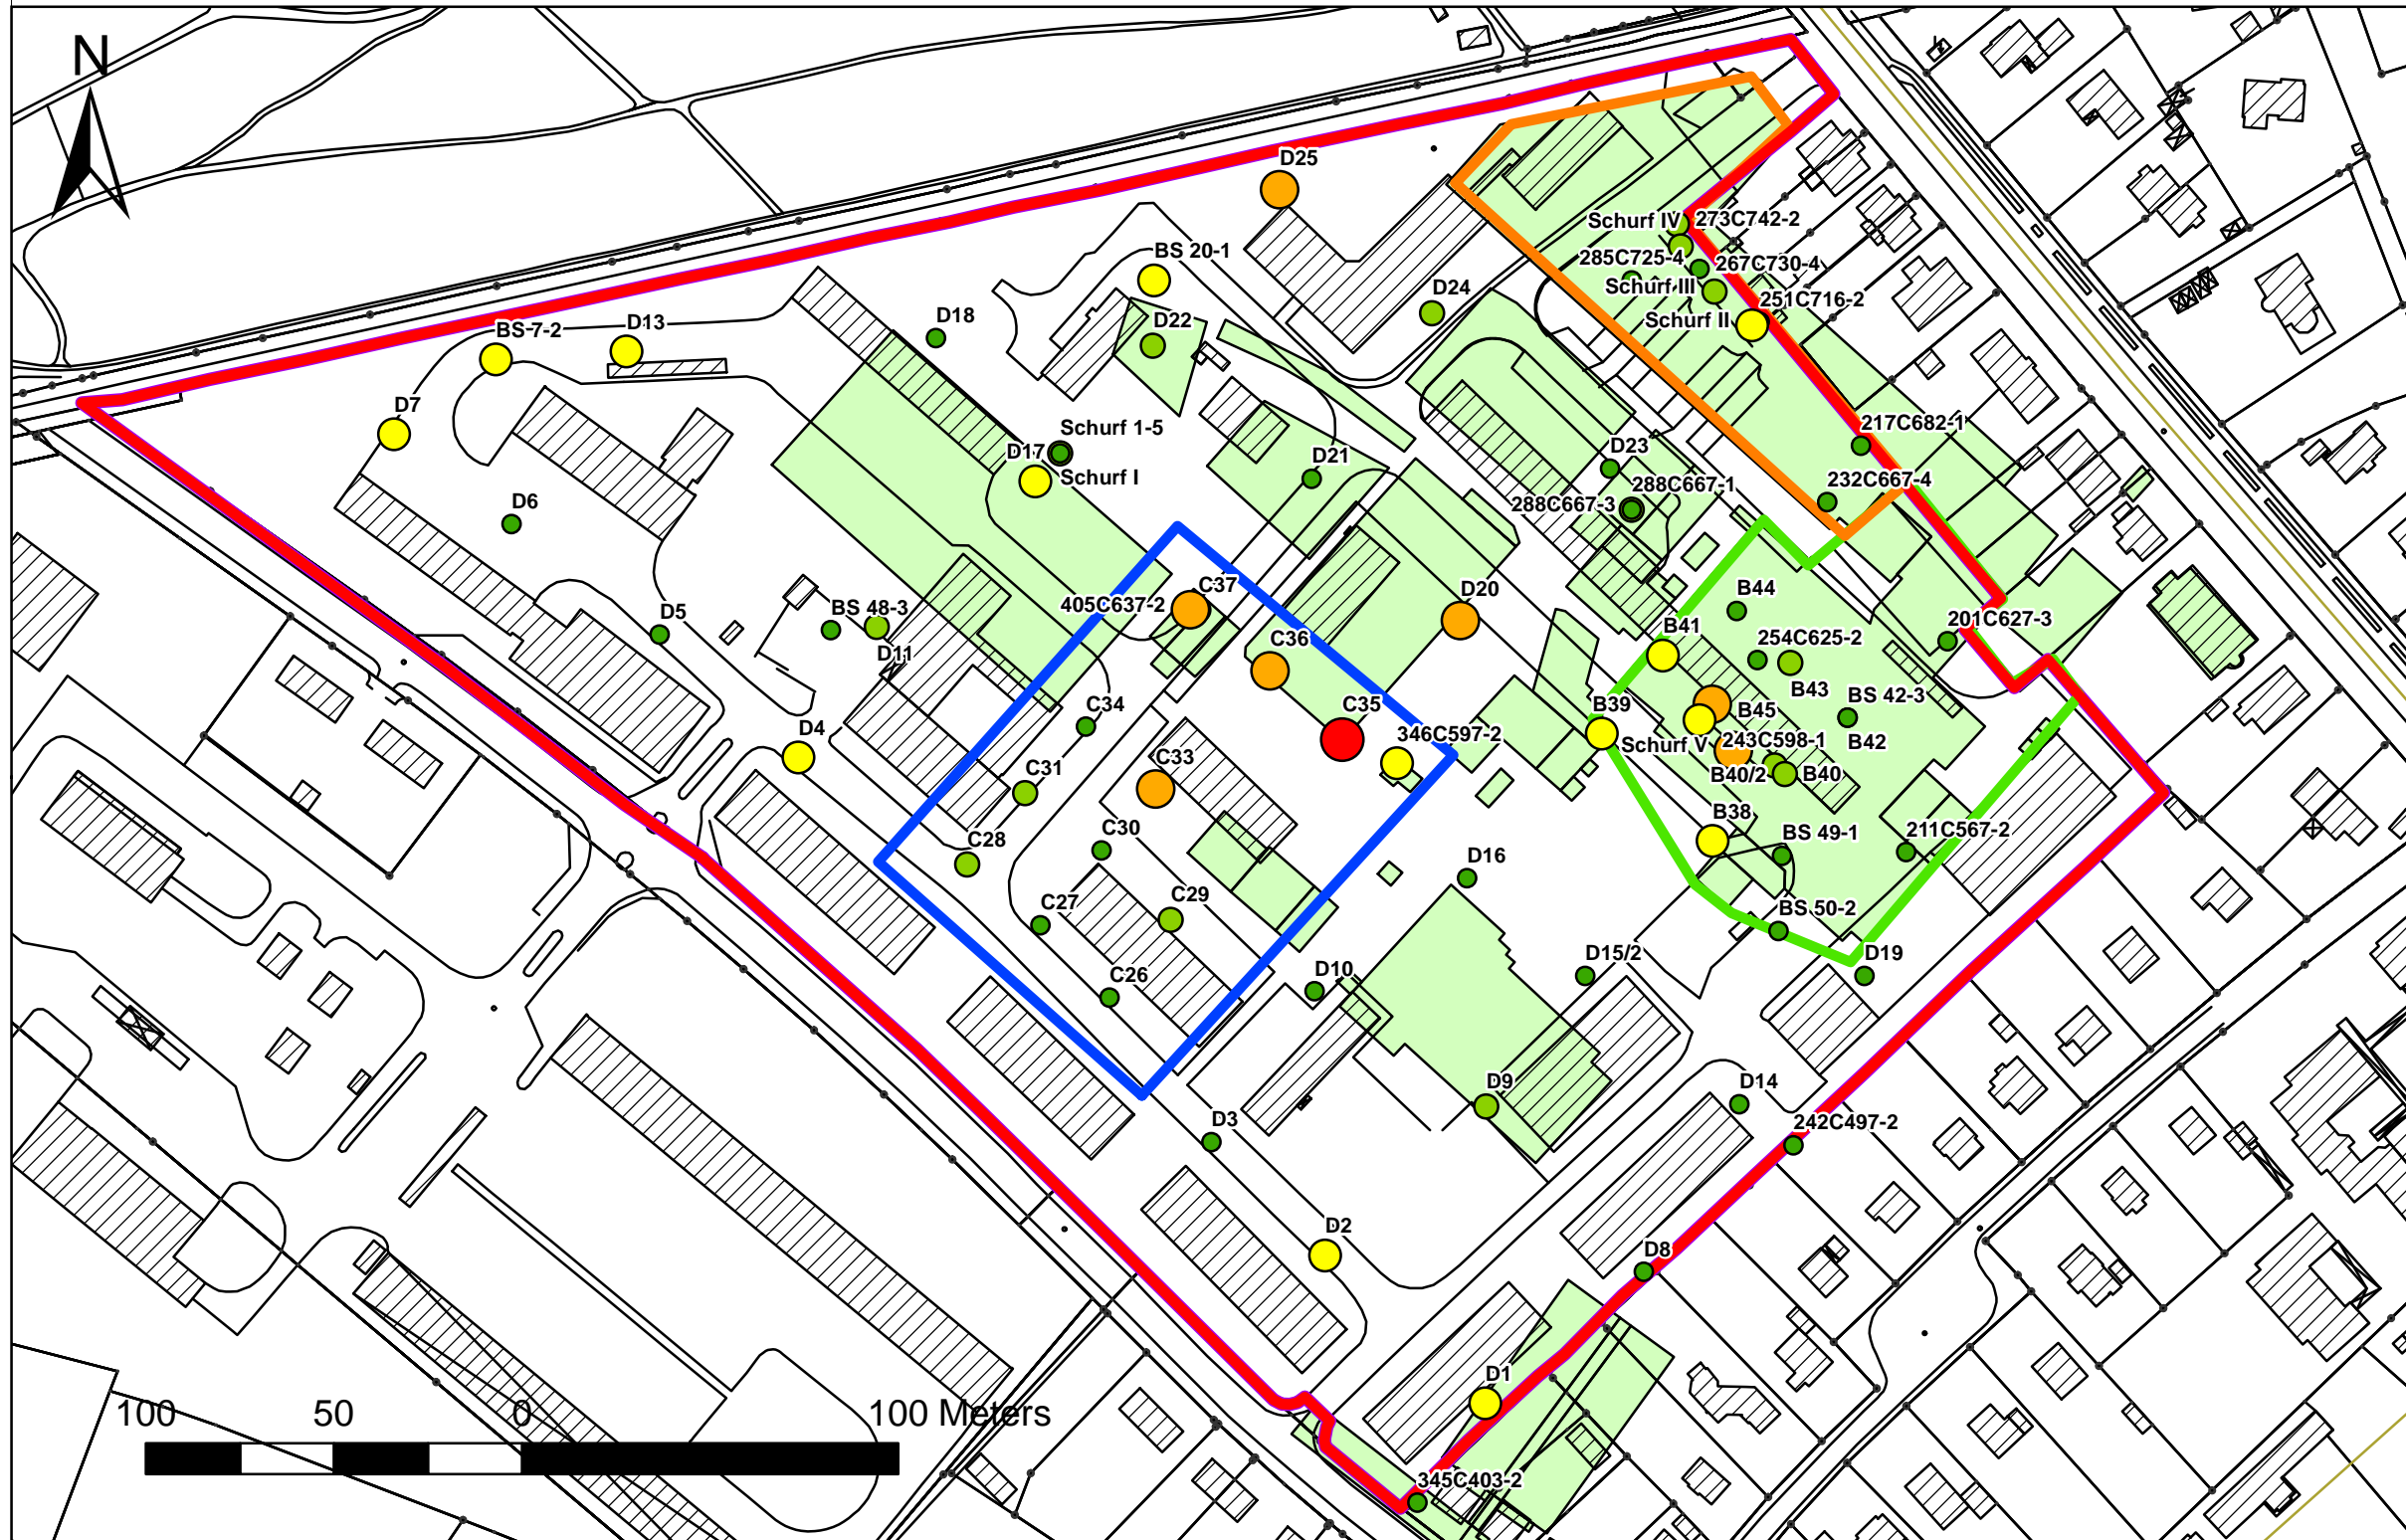 N
D25
Schurf IV
273C742-2
BS 20-1
285C725-4
267C730-4
Schurf III
251C716-2
D24
Schurf II
D18
D22
BS 7-2
D13
D7
Schurf 1-5
217C682-1
D17
Schurf I
D21
D23
232C667-4
288C667-1
288C667-3
D6
C37
405C637-2
BS 48-3
D5
D20
B44
B41
201C627-3
C36
254C625-2
D11
B43
BS 42-3
C34
C35
B39
B45
346C597-2
Schurf V
243C598-1
B42
D4
C33
B40/2
B40
C31
B38
C30
BS 49-1
211C567-2
C28
D16
C27
C29
BS 50-2
C26
D10
D15/2
D19
D9
D14
242C497-2
D3
D2
D8
D1
100 50 0 100 Meters
345C403-2